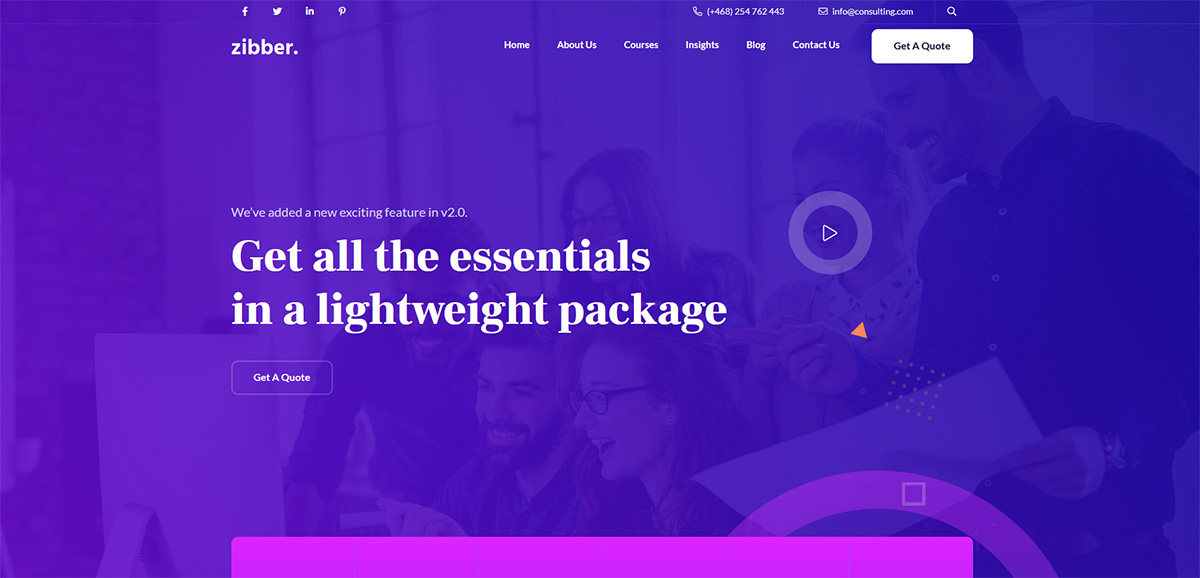 (+468) 254 762 443
info@consulting.com
zibber.
Home
About Us
Courses
Insights
Blog
Contact Us
Get A Quote
We've added a new exciting feature in v2.0.
Get all the essentials
in a lightweight package
Get A Quote